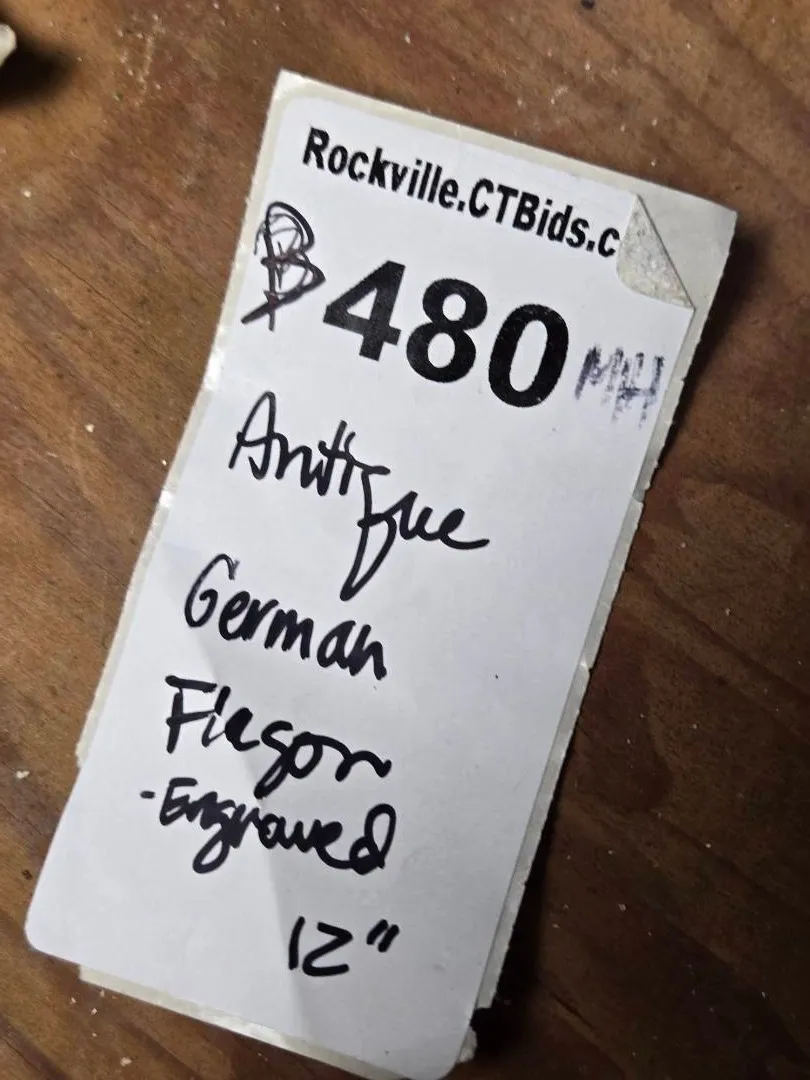 Rockville.CTBids.c
B 480 MH
Antique
German
Flagon
-Engraved
12"